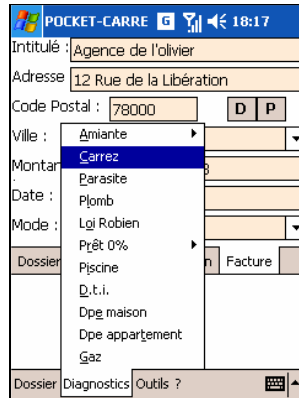 POCKET-CARRE G 18:17
Intitulé : Agence de l'olivier
Adresse 12 Rue de la Libération
Code Postal : 78000 D P
Ville :
Montan
Date :
Mode :
Amiante
Carrez
Parasite
Plomb
Loi Robien
Prêt 0%
Piscine
D.t.i.
Dpe maison
Dpe appartement
Gaz
Dossier n Facture
Dossier Diagnostics Outils ?